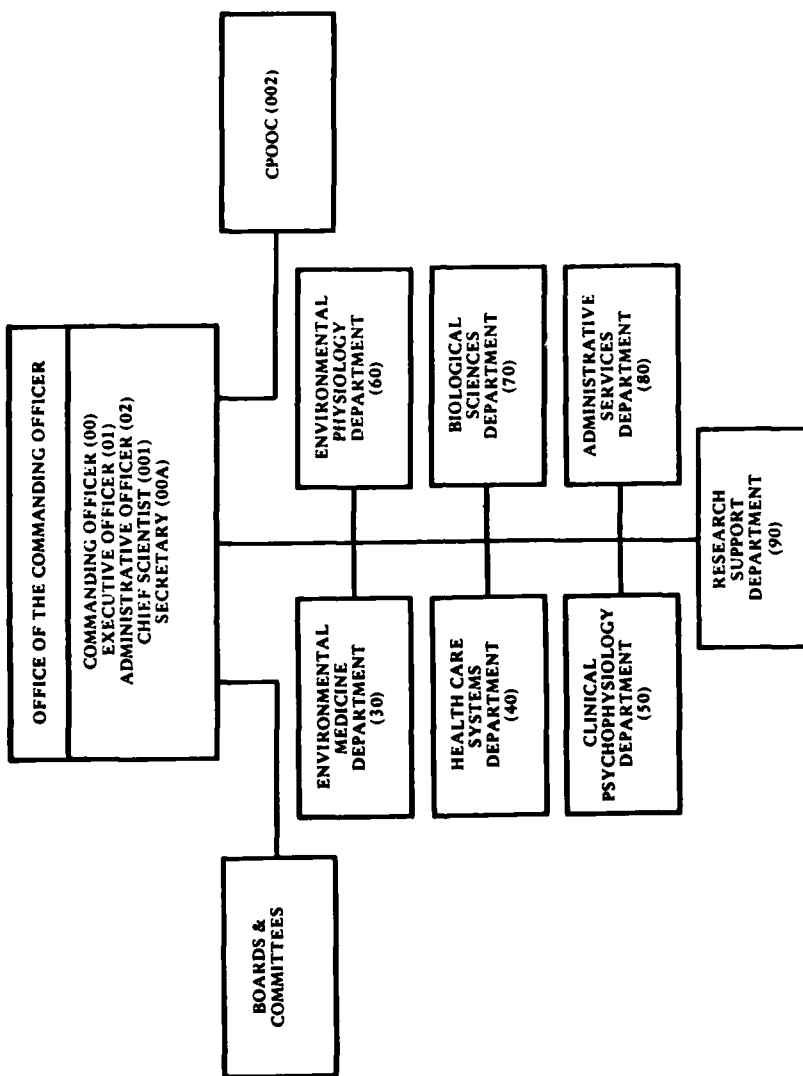 OFFICE OF THE COMMANDING OFFICER
COMMANDING OFFICER (00)
EXECUTIVE OFFICER (01)
ADMINISTRATIVE OFFICER (02)
CHIEF SCIENTIST (001)
SECRETARY (00A)
BOARDS &
COMMITTEES
CPOOC (002)
ENVIRONMENTAL
MEDICINE
DEPARTMENT
(30)
ENVIRONMENTAL
PHYSIOLOGY
DEPARTMENT
(60)
HEALTH CARE
SYSTEMS
DEPARTMENT
(40)
BIOLOGICAL
SCIENCES
DEPARTMENT
(70)
CLINICAL
PSYCHOPHYSIOLOGY
DEPARTMENT
(50)
ADMINISTRATIVE
SERVICES
DEPARTMENT
(80)
RESEARCH
SUPPORT
DEPARTMENT
(90)